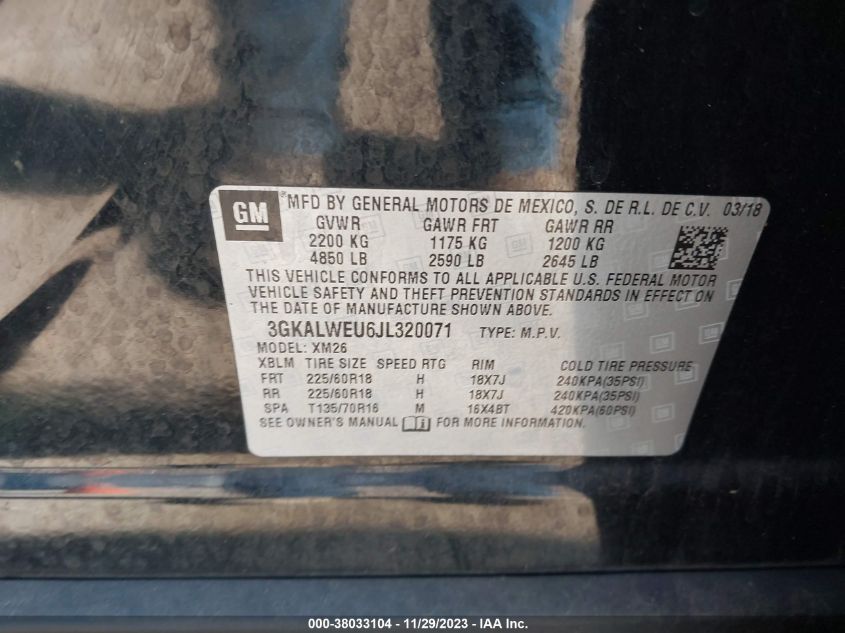 GM ® MFD BY GENERAL MOTORS DE MEXICO, S. DE R.L. DE C.V. 03/18
GVWR GAWR FRT GAWR RR
2200 KG 1175 KG 1200 KG
4850 LB 2590 LB 2645 LB
THIS VEHICLE CONFORMS TO ALL APPLICABLE U.S. FEDERAL MOTOR
VEHICLE SAFETY AND THEFT PREVENTION STANDARDS IN EFFECT ON
THE DATE OF MANUFACTURE SHOWN ABOVE.
3GKALWEU6JL320071 TYPE: M.P.V.
MODEL: XM26
XBLM TIRE SIZE SPEED RTG RIM COLD TIRE PRESSURE
FRT 225/60R18 H 18X7J 240KPA(35PSI)
RR 225/60R18 H 18X7J 240KPA(35PSI)
SPA T135/70R16 M 16X4BT 420KPA(60PSI)
SEE OWNER'S MANUAL FOR MORE INFORMATION.
000-38033104 - 11/29/2023 - IAA Inc.